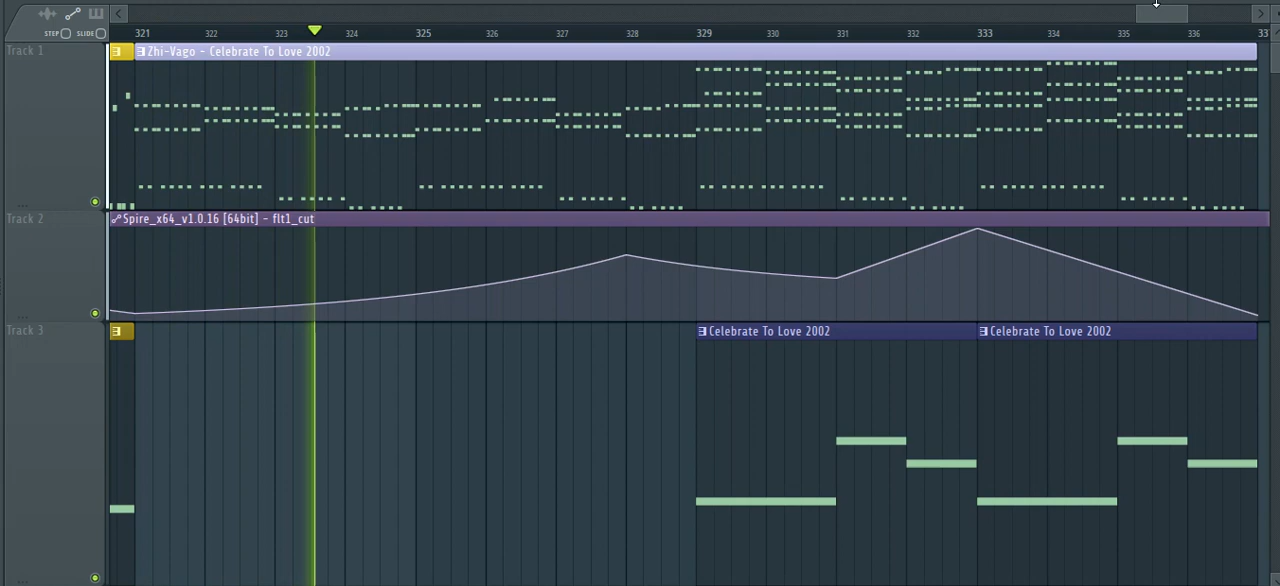 STEP SLIDE
321 322 323 324 325 326 327 328 329 330 331 332 333 334 335 336
Track 1
Zhi-Vago - Celebrate To Love 2002
...
Track 2
Spire_x64_v1.0.16 [64bit] - flt1_cut
...
Track 3
Celebrate To Love 2002 Celebrate To Love 2002
...